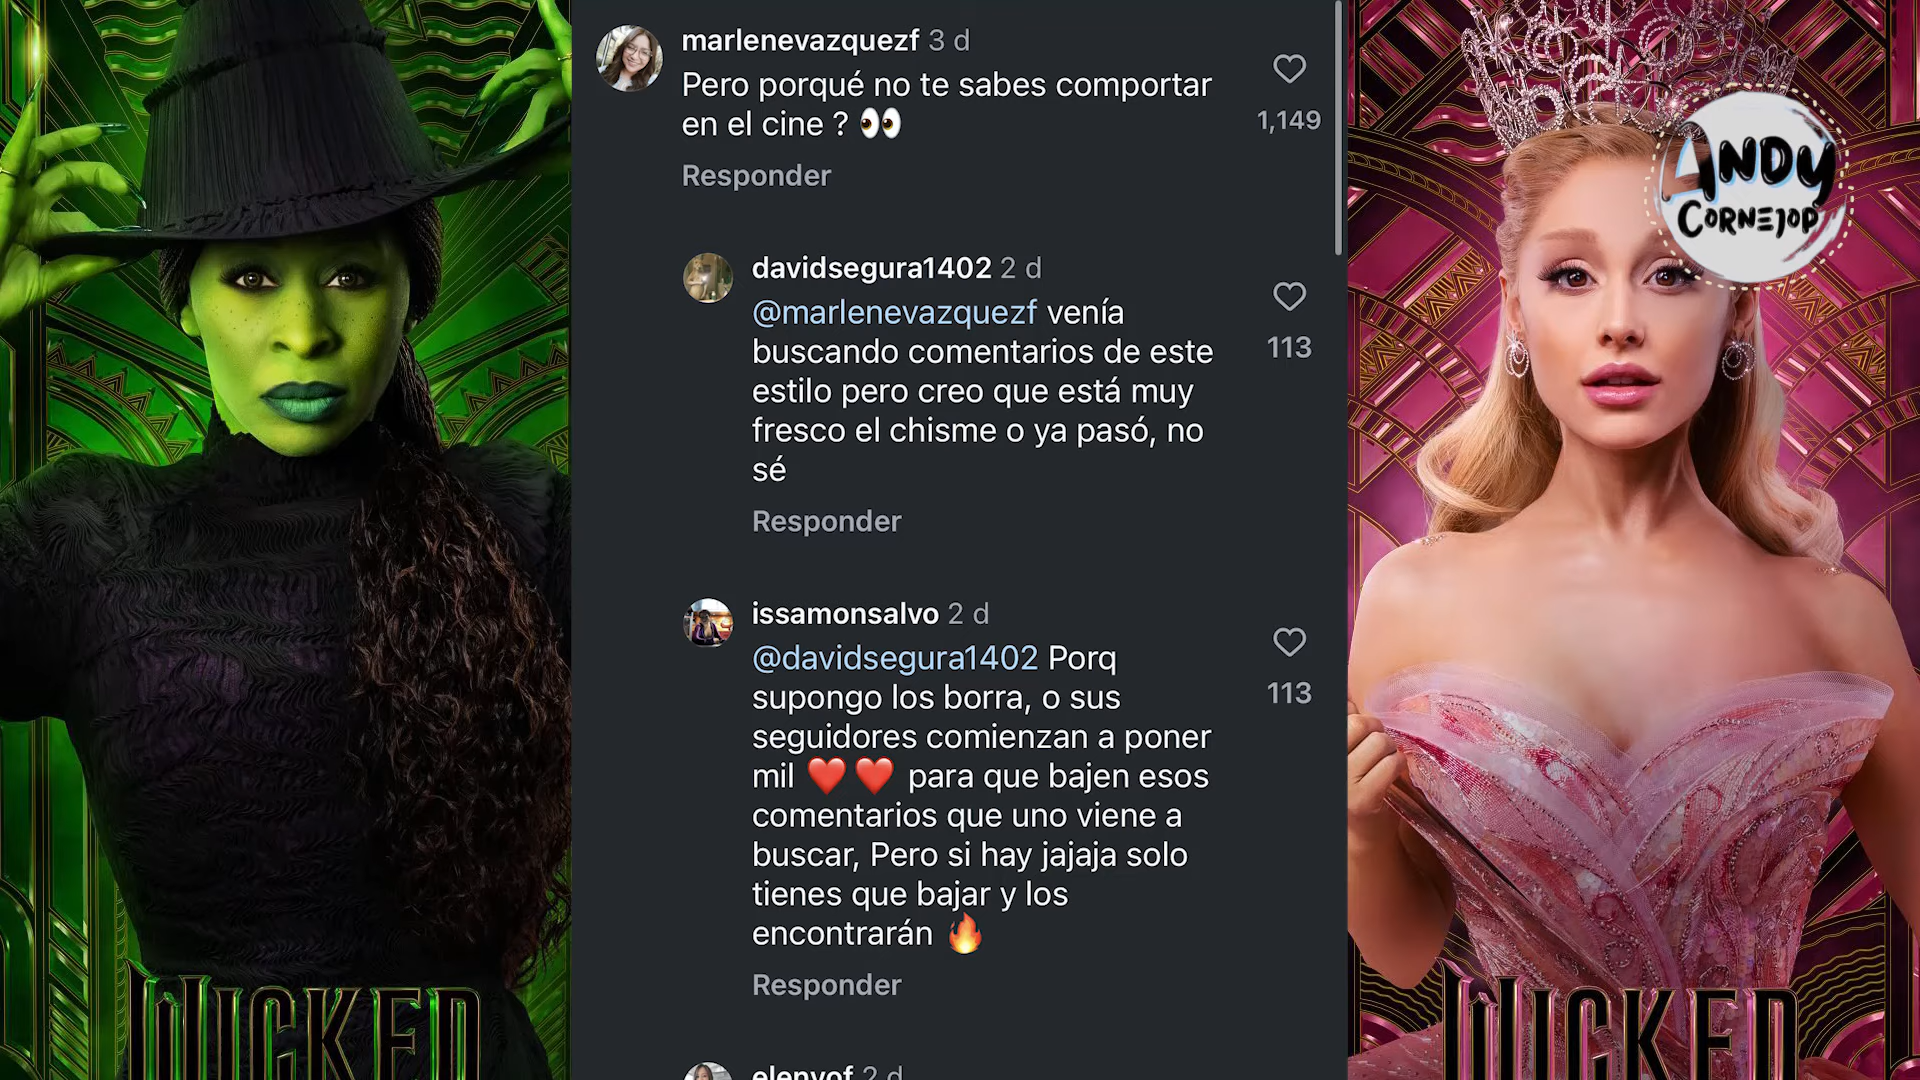 marlenevazquezf 3 d
Pero porqué no te sabes comportar
en el cine ? 👀
1,149
Responder
davidsegura1402 2 d
@marlenevazquezf venía
buscando comentarios de este
estilo pero creo que está muy
fresco el chisme o ya pasó, no
sé
113
Responder
issamonsalvo 2 d
@davidsegura1402 Porq
supongo los borra, o sus
seguidores comienzan a poner
mil ❤️❤️ para que bajen esos
comentarios que uno viene a
buscar, Pero si hay jajaja solo
tienes que bajar y los
encontrarán 🔥
113
Responder
elenvof 2 d
ANDY
CORNEJOP
WICKED
WICKED